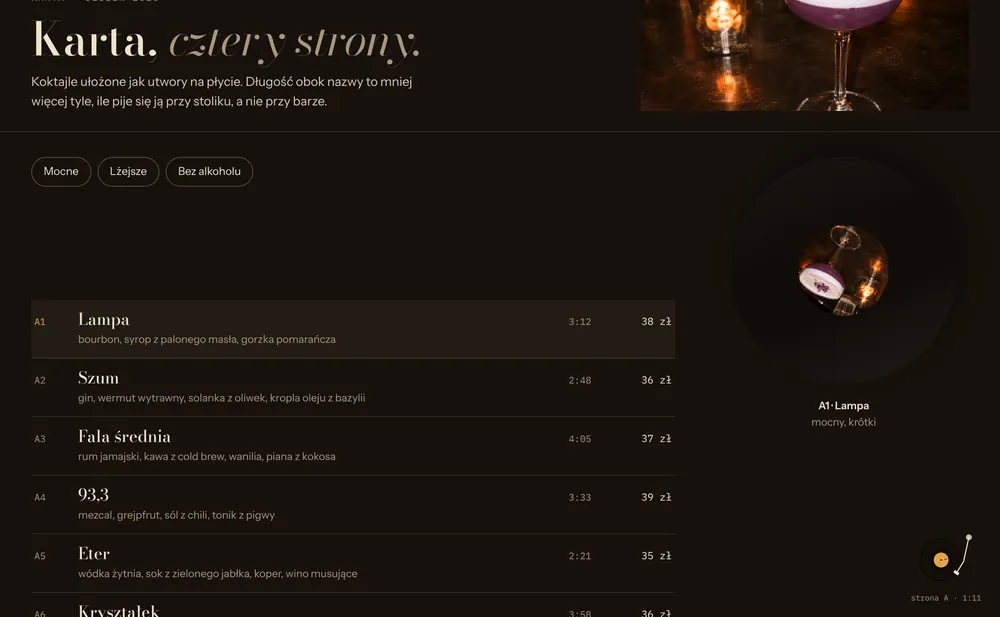 Karta, cztery strony.
Koktajle ułożone jak utwory na płycie. Długość obok nazwy to mniej
więcej tyle, ile pije się ją przy stoliku, a nie przy barze.
Mocne
Lżejsze
Bez alkoholu
A1 Lampa 3:12 38 zł
bourbon, syrop z palonego masła, gorzka pomarańcza
A2 Szum 2:48 36 zł
gin, wermut wytrawny, solanka z oliwek, kropla oleju z bazylii
A3 Fala średnia 4:05 37 zł
rum jamajski, kawa z cold brew, wanilia, piana z kokosa
A4 93,3 3:33 39 zł
mezcal, grejpfrut, sól z chili, tonik z pigwy
A5 Eter 2:21 35 zł
wódka żytnia, sok z zielonego jabłka, koper, wino musujące
A6 Kryształek 3:58 36 zł
A1 · Lampa
mocny, krótki
strona A · 1:11